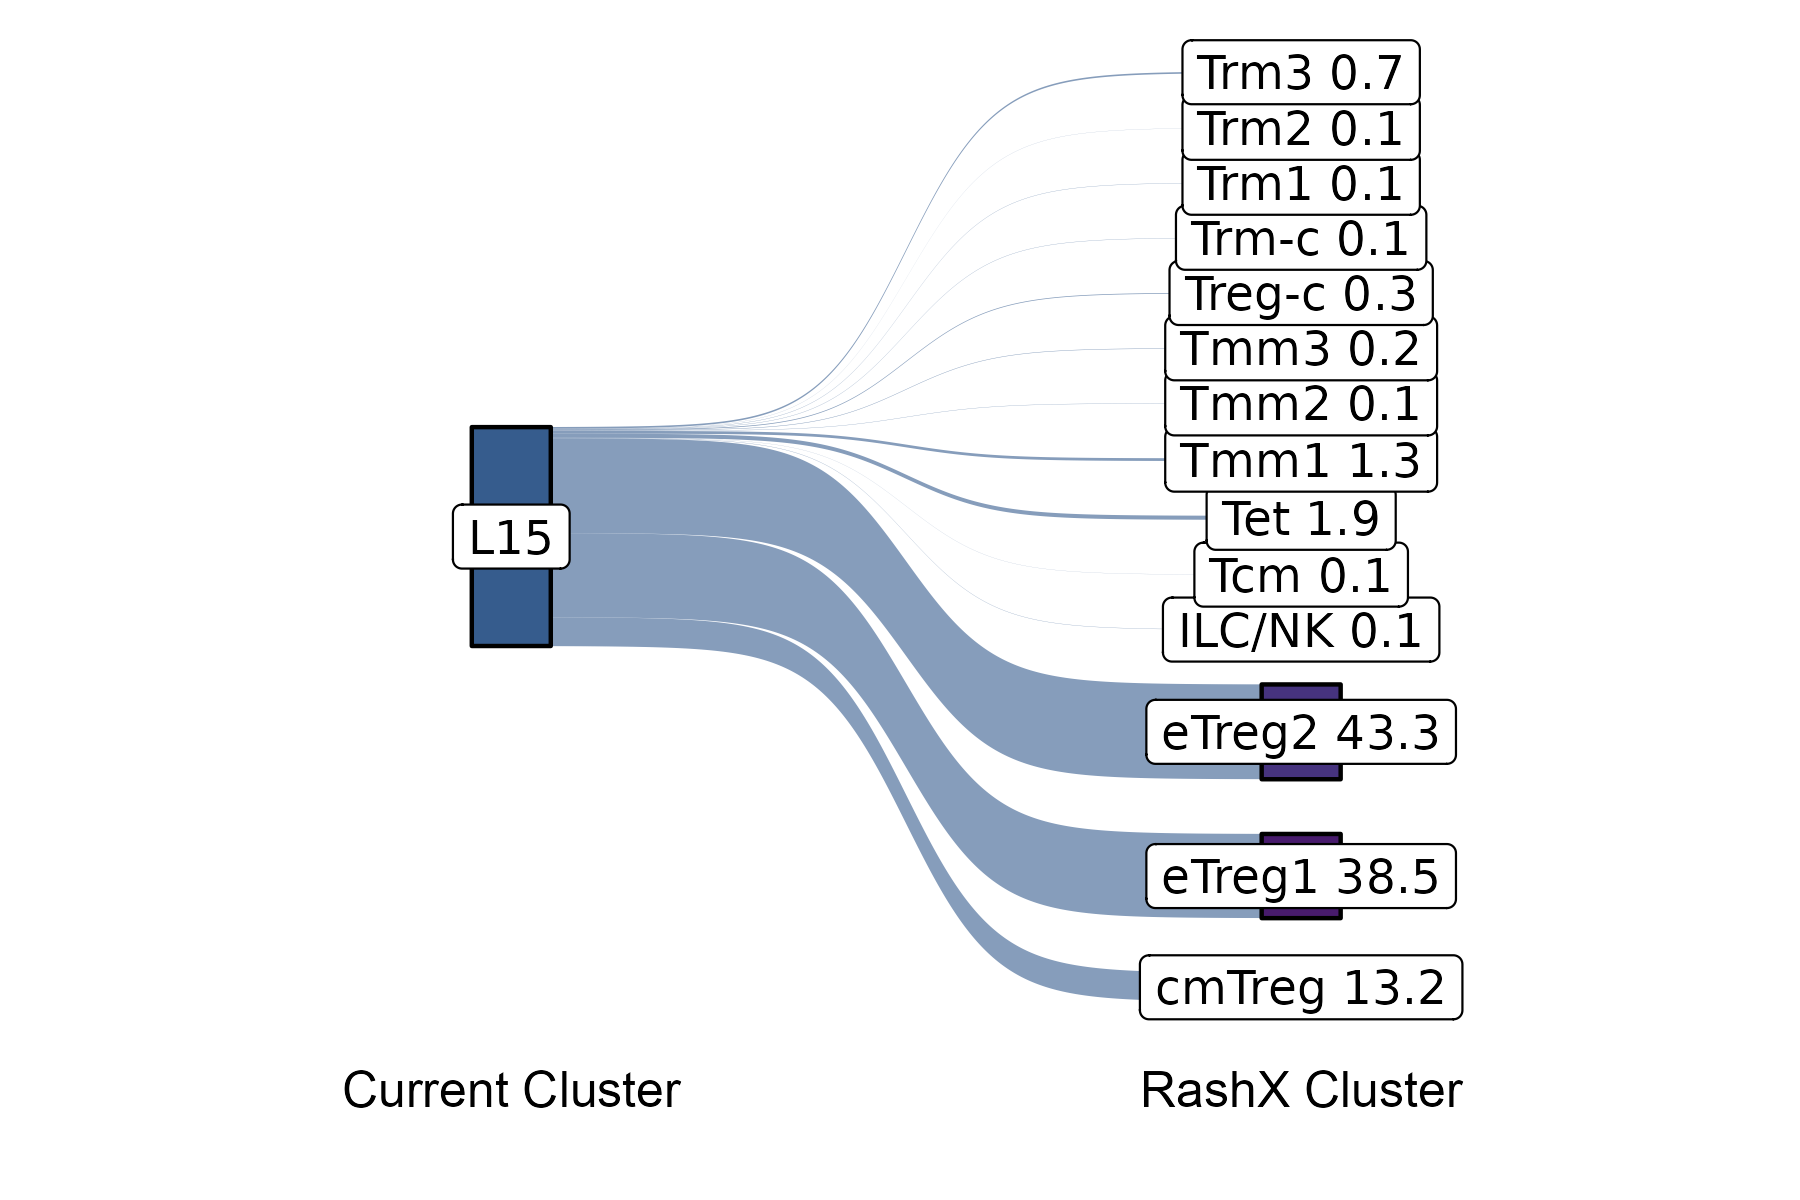 Trm3 0.7
Trm2 0.1
Trm1 0.1
Trm-c 0.1
Treg-c 0.3
Tmm3 0.2
Tmm2 0.1
Tmm1 1.3
L15
Tet 1.9
Tcm 0.1
ILC/NK 0.1
eTreg2 43.3
eTreg1 38.5
cmTreg 13.2
Current Cluster
RashX Cluster